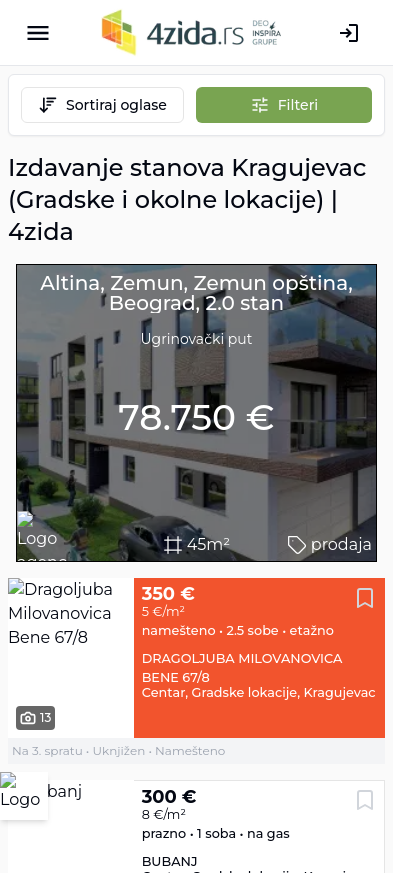 4zida.rs
DEO
INSPIRA
GRUPE
Sortiraj oglase
Filteri
Izdavanje stanova Kragujevac
(Gradske i okolne lokacije) |
4zida
Altina, Zemun, Zemun opština,
Beograd, 2.0 stan
Ugrinovački put
78.750 €
Logo
45m²
prodaja
Dragoljuba
Milovanovica
Bene 67/8
13
350 €
5 €/m²
namešteno • 2.5 sobe • etažno
DRAGOLJUBA MILOVANOVICA
BENE 67/8
Centar, Gradske lokacije, Kragujevac
Na 3. spratu • Uknjižen • Namešteno
Logo
banj
300 €
8 €/m²
prazno • 1 soba • na gas
BUBANJ